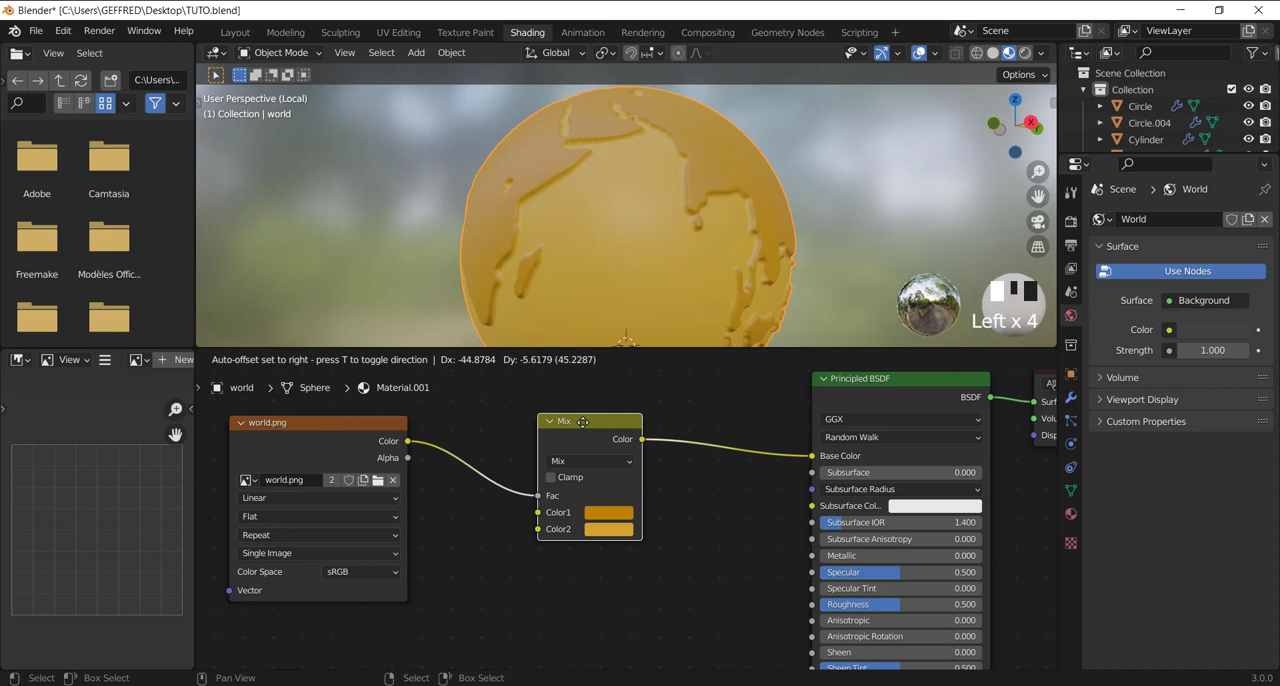 Blender* [C:\Users\GEFFRED\Desktop\TUTO.blend]
File Edit Render Window Help
Layout Modeling Sculpting UV Editing Texture Paint Shading Animation Rendering Compositing Geometry Nodes Scripting +
Scene
ViewLayer
View Select
Object Mode View Select Add Object
Global
Options
C:\Users\...
User Perspective (Local)
(1) Collection | world
Z
X
Y
Scene Collection
Collection
Circle
Circle.004
Cylinder
Adobe
Camtasia
Freemake
Modèles Offic...
Left x 4
Scene > World
World
Surface
Use Nodes
Surface Background
Color
Strength 1.000
Volume
Viewport Display
Custom Properties
View
New
Auto-offset set to right - press T to toggle direction | Dx: -44.8784 Dy: -5.6179 (45.2287)
world > Sphere > Material.001
world.png
Color
Alpha
world.png 2
Linear
Flat
Repeat
Single Image
Color Space sRGB
Vector
Mix
Color
Mix
Clamp
Fac
Color1
Color2
Principled BSDF
BSDF
GGX
Random Walk
Base Color
Subsurface 0.000
Subsurface Radius
Subsurface Col...
Subsurface IOR 1.400
Subsurface Anisotropy 0.000
Metallic 0.000
Specular 0.500
Specular Tint 0.000
Roughness 0.500
Anisotropic 0.000
Anisotropic Rotation 0.000
Sheen 0.000
Sheen Tint 0.500
Al
Surf
Volu
Disp
Select Box Select Pan View Select Box Select
3.0.0